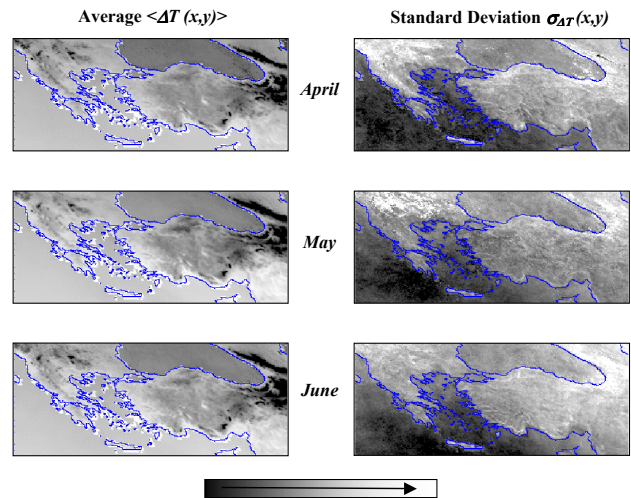 Average <ΔT (x,y)>
Standard Deviation σΔT(x,y)
April
May
June